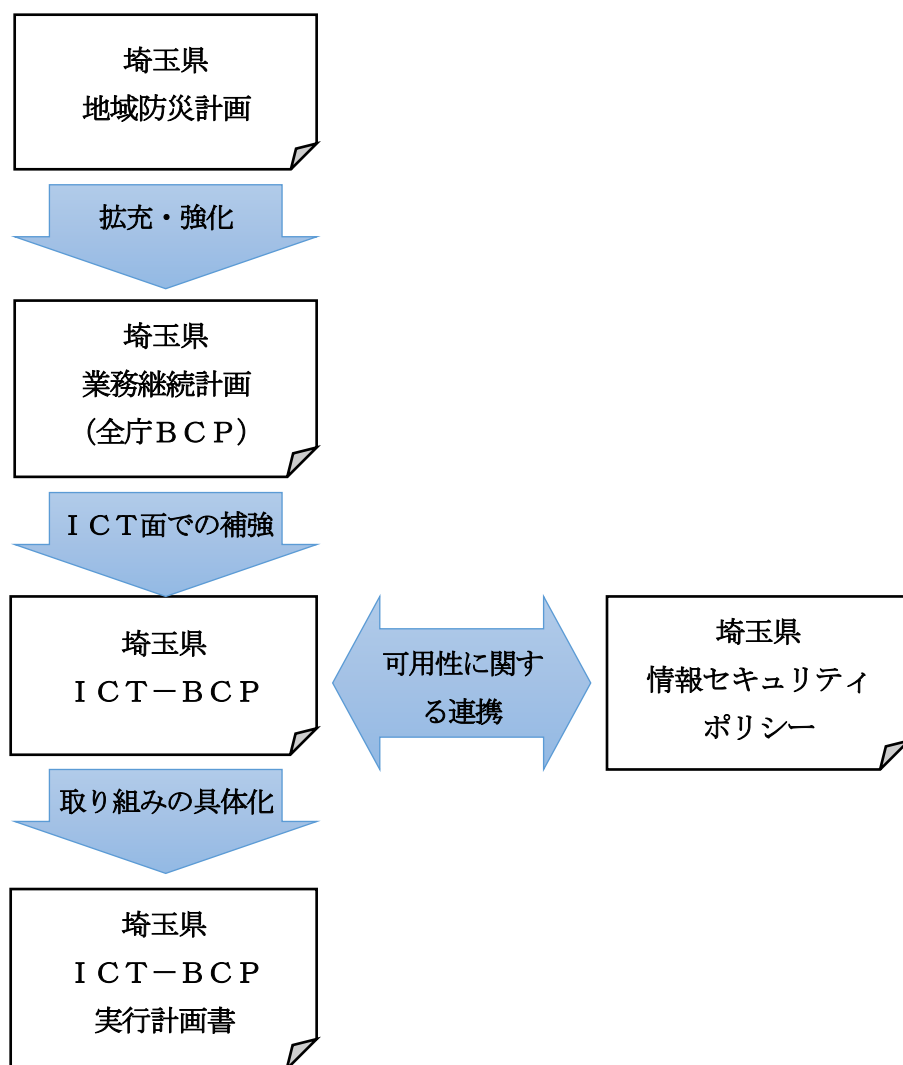 埼玉県
地域防災計画
拡充・強化
埼玉県
業務継続計画
（全庁ＢＣＰ）
ＩＣＴ面での補強
埼玉県
ＩＣＴ－ＢＣＰ
可用性に関す
る連携
埼玉県
情報セキュリティ
ポリシー
取り組みの具体化
埼玉県
ＩＣＴ－ＢＣＰ
実行計画書